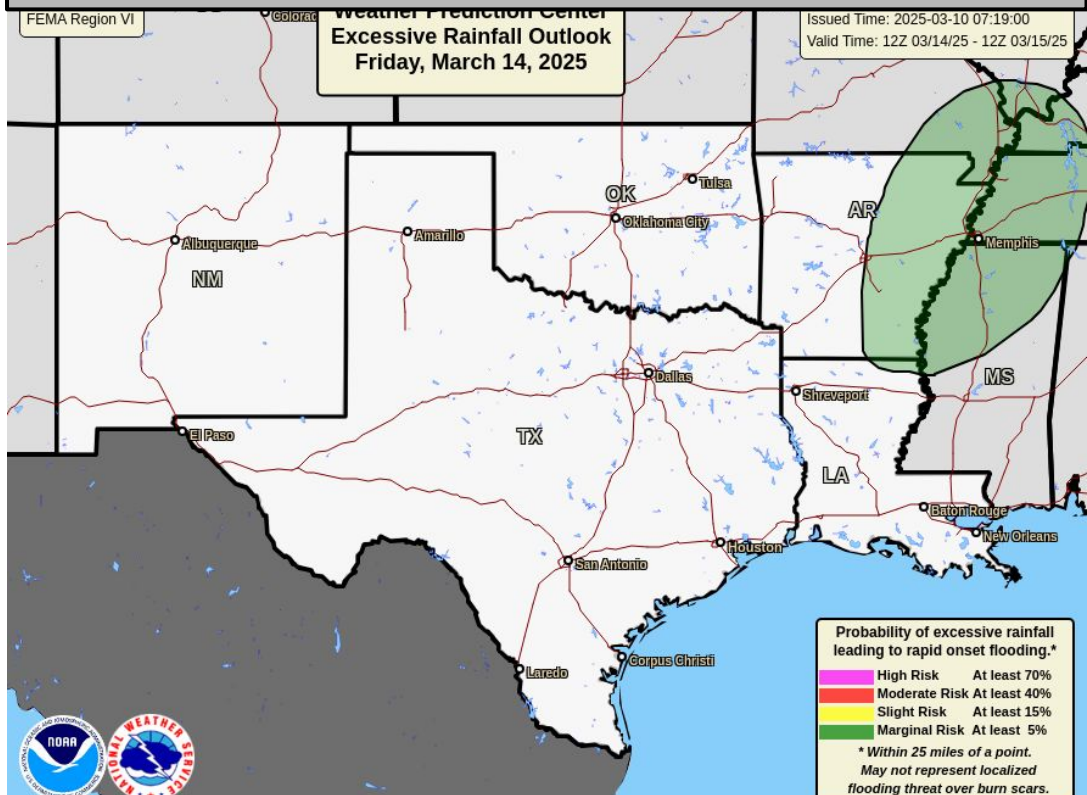 FEMA Region VI
Weather Prediction Center
Excessive Rainfall Outlook
Friday, March 14, 2025
Issued Time: 2025-03-10 07:19:00
Valid Time: 12Z 03/14/25 - 12Z 03/15/25
Tulsa
OK
Oklahoma City
AR
Amarillo
Albuquerque
Memphis
NM
Dallas
MS
Shreveport
El Paso
TX
LA
Baton Rouge
New Orleans
Houston
San Antonio
Corpus Christi
Laredo
Probability of excessive rainfall
leading to rapid onset flooding.*
High Risk At least 70%
Moderate Risk At least 40%
Slight Risk At least 15%
Marginal Risk At least 5%
* Within 25 miles of a point.
May not represent localized
flooding threat over burn scars.
NOAA
NATIONAL WEATHER SERVICE